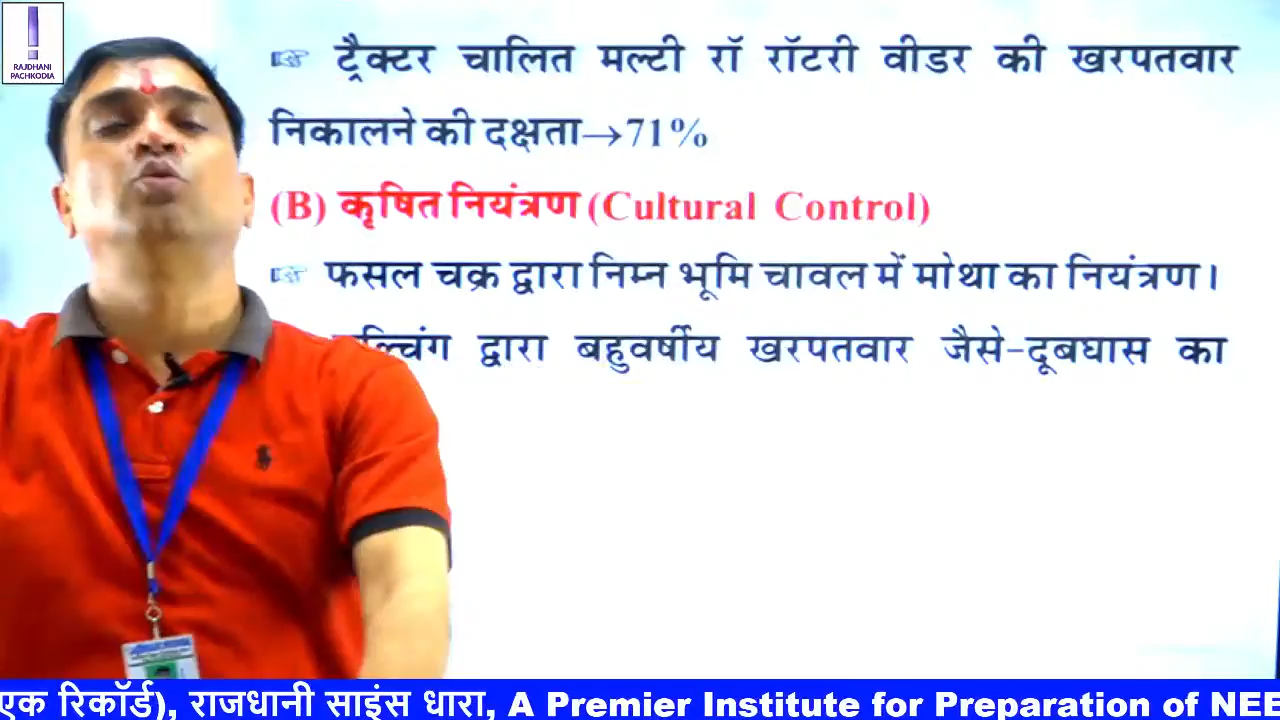 RAJDHANI
PACHKODIA
☞ ट्रैक्टर चालित मल्टी रॉ रॉटरी वीडर की खरपतवार
निकालने की दक्षता→71%
(B) कृषित नियंत्रण (Cultural Control)
☞ फसल चक्र द्वारा निम्न भूमि चावल में मोथा का नियंत्रण।
द्वारा बहुवर्षीय खरपतवार जैसे-दूबघास का
एक रिकॉर्ड), राजधानी साइंस धारा, A Premier Institute for Preparation of NEE